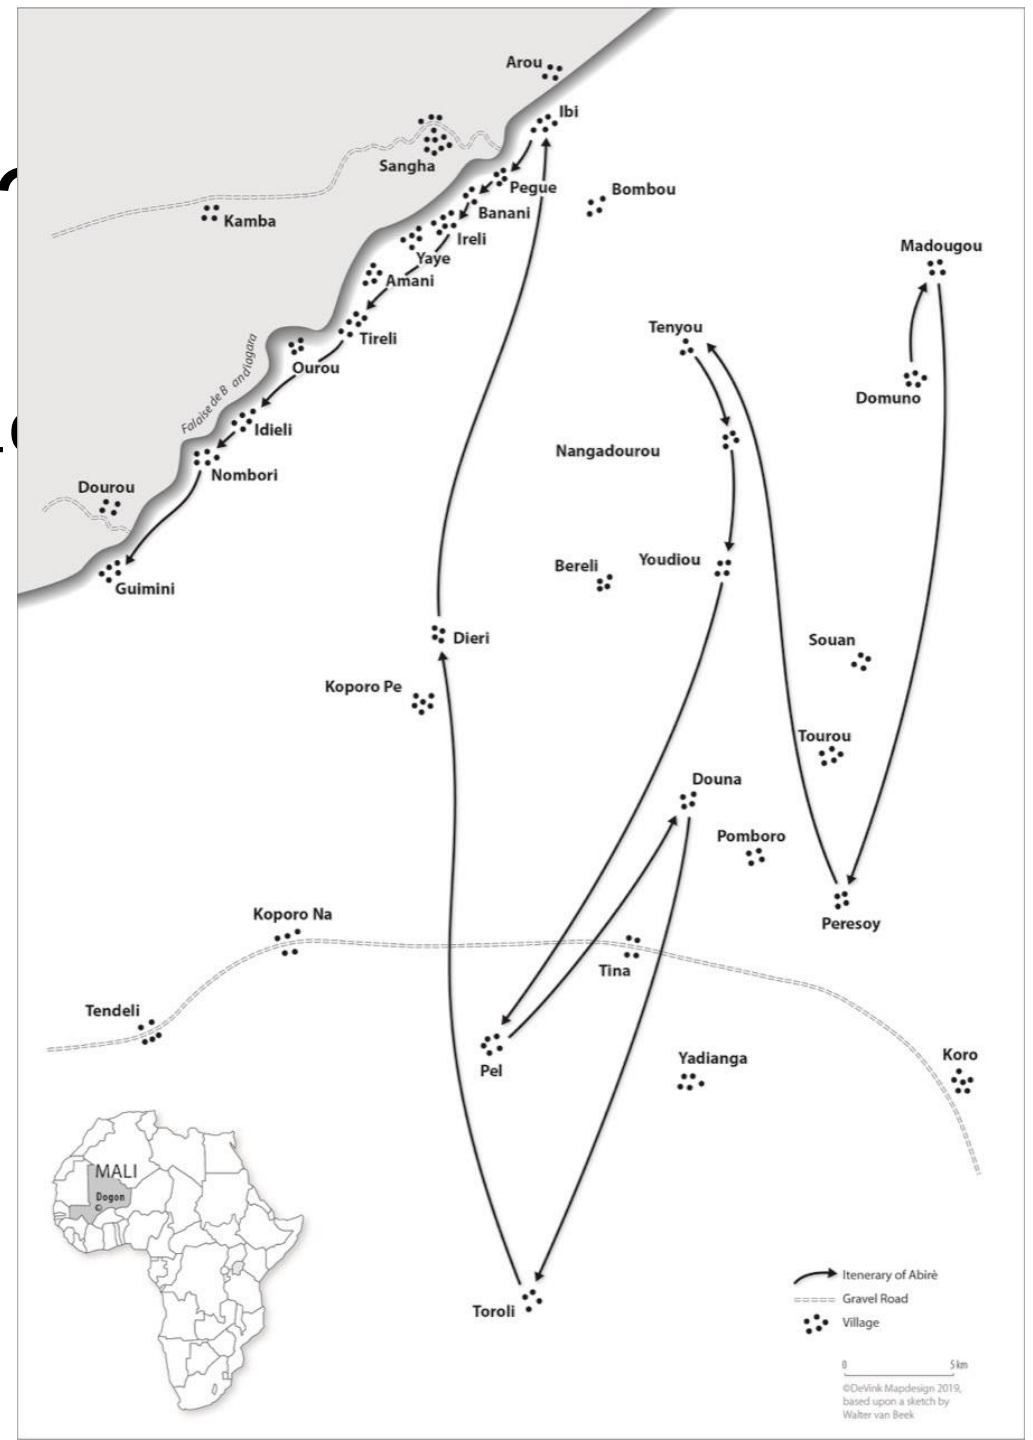 Arou
Ibi
Sangha
Pegue
Bombou
Kamba
Banani
Ireli
Madougou
Yaye
Amani
Tenyou
Tireli
Ourou
Falaise de B andiagara
Domuno
Idieli
Nangadourou
Nombori
Dourou
Bereli
Youdiou
Guimini
Dieri
Souan
Koporo Pe
Tourou
Douna
Pomboro
Koporo Na
Peresoy
Tina
Tendeli
Pel
Yadianga
Koro
MALI
Dogon
Toroli
Itenerary of Abirè
Gravel Road
Village
0 5 km
©DeVink Mapdesign 2019,
based upon a sketch by
Walter van Beek